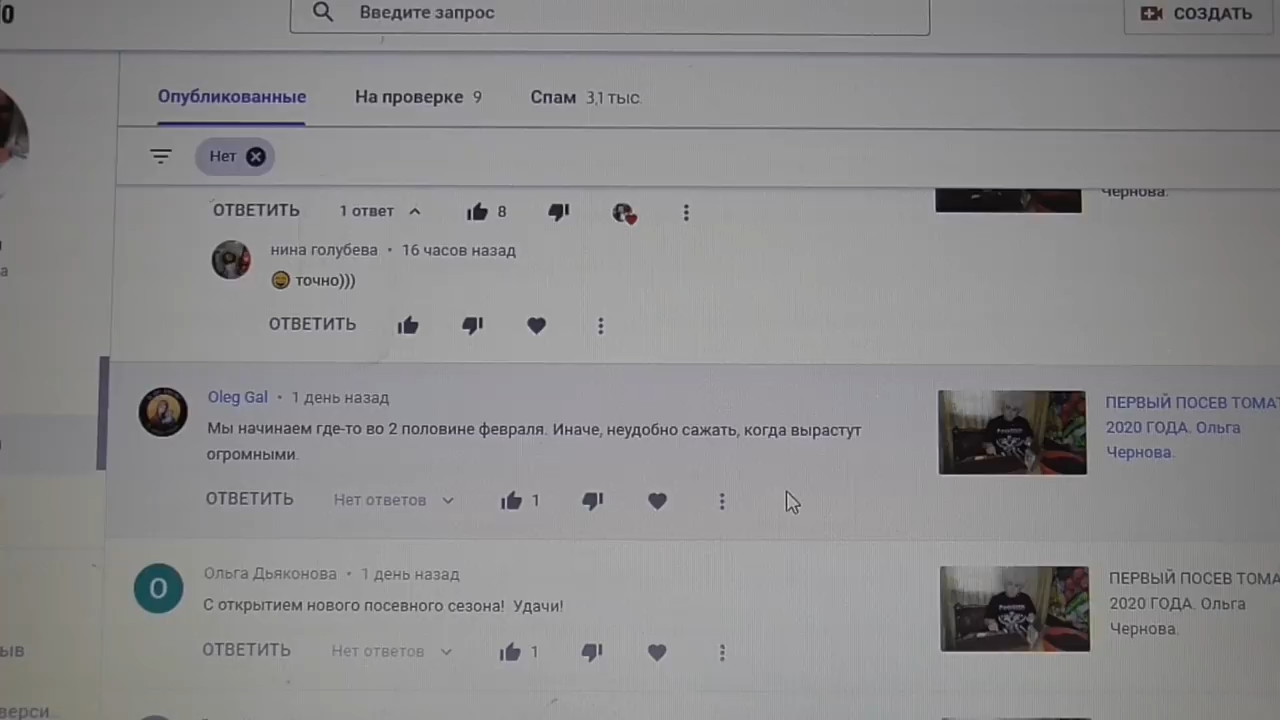 Введите запрос
СОЗДАТЬ
Опубликованные
На проверке 9
Спам 3,1 тыс.
Нет
Чернова.
ОТВЕТИТЬ 1 ответ 8
нина голубева • 16 часов назад
точно)))
ОТВЕТИТЬ
Oleg Gal • 1 день назад
Мы начинаем где-то во 2 половине февраля. Иначе, неудобно сажать, когда вырастут
огромными.
ОТВЕТИТЬ Нет ответов 1
ПЕРВЫЙ ПОСЕВ ТОМАТ
2020 ГОДА. Ольга
Чернова.
О
Ольга Дьяконова • 1 день назад
С открытием нового посевного сезона! Удачи!
ОТВЕТИТЬ Нет ответов 1
ПЕРВЫЙ ПОСЕВ ТОМА
2020 ГОДА. Ольга
Чернова.